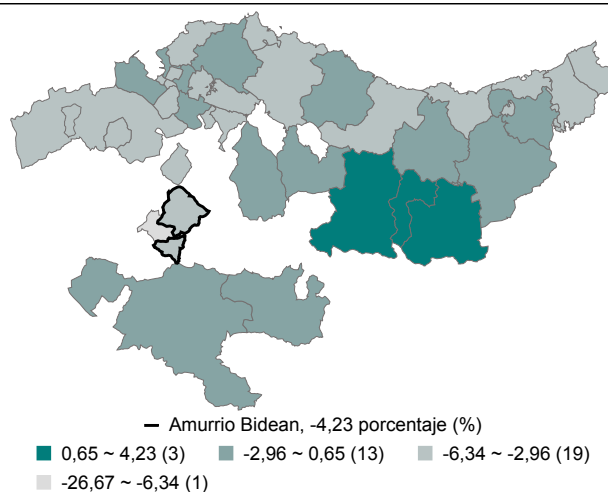 Amurrio Bidean, -4,23 porcentaje (%)
0,65 ~ 4,23 (3) -2,96 ~ 0,65 (13) -6,34 ~ -2,96 (19)
-26,67 ~ -6,34 (1)